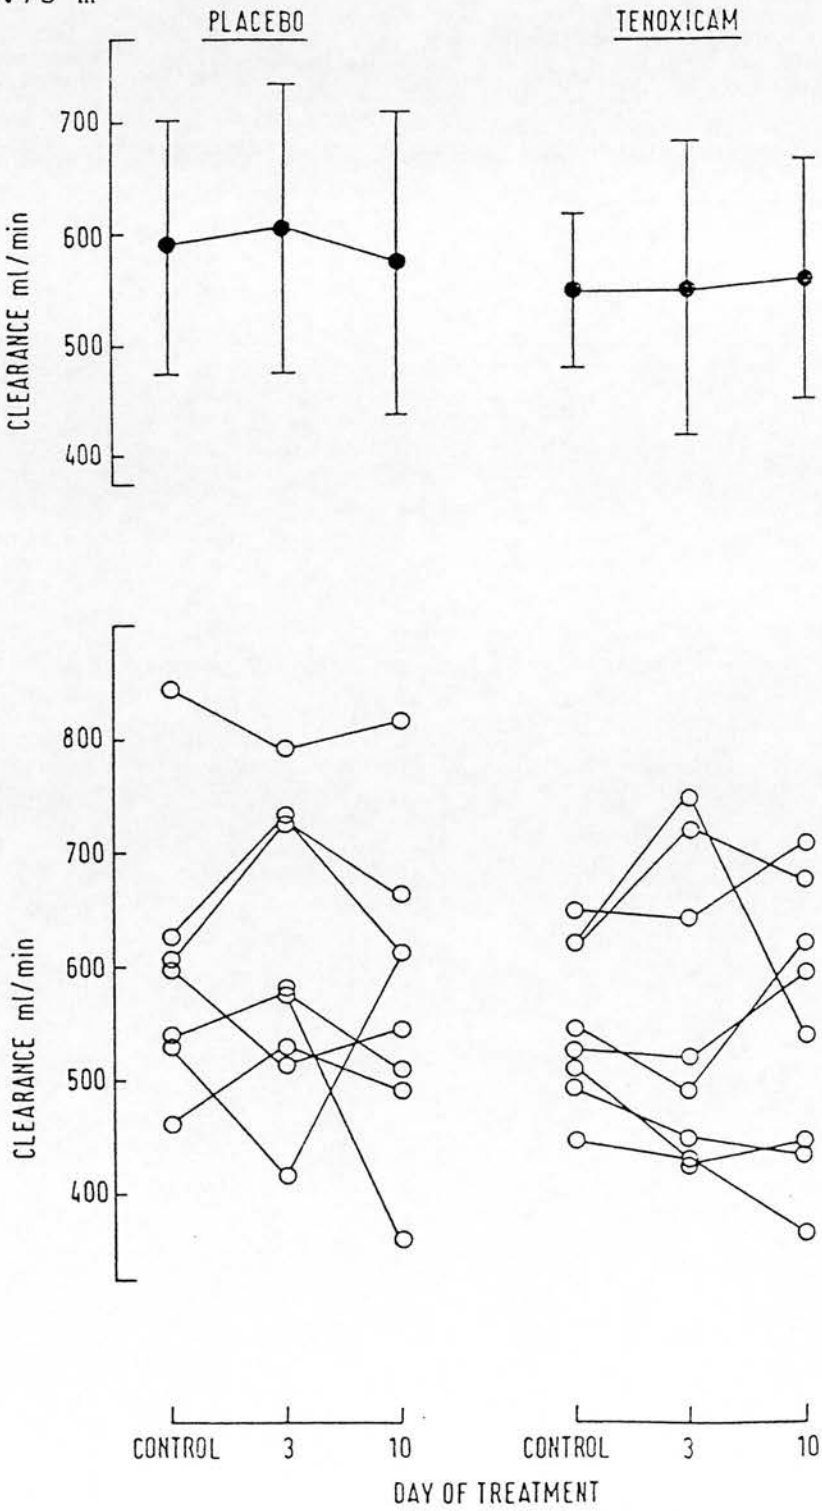 PLACEBO TENOXICAM
700
600
500
400
CLEARANCE ml/min
800
700
600
500
400
CLEARANCE ml/min
CONTROL 3 10 CONTROL 3 10
DAY OF TREATMENT